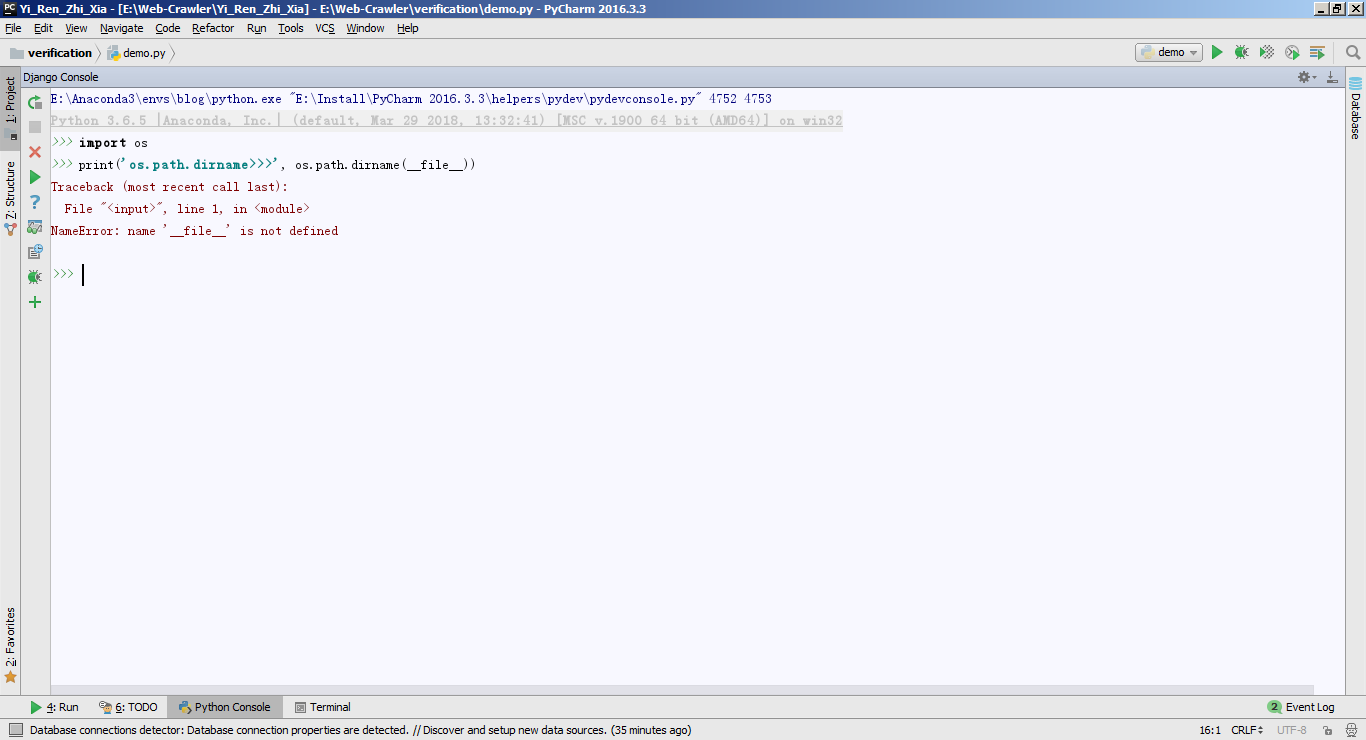 Yi_Ren_Zhi_Xia - [E:\Web-Crawler\Yi_Ren_Zhi_Xia] - E:\Web-Crawler\verification\demo.py - PyCharm 2016.3.3
File Edit View Navigate Code Refactor Run Tools VCS Window Help
verification demo.py demo
Django Console
1: Project
Z: Structure
2: Favorites
Database
E:\Anaconda3\envs\blog\python.exe "E:\Install\PyCharm 2016.3.3\helpers\pydev\pydevconsole.py" 4752 4753
Python 3.6.5 |Anaconda, Inc.| (default, Mar 29 2018, 13:32:41) [MSC v.1900 64 bit (AMD64)] on win32
>>> import os
>>> print('os.path.dirname>>>', os.path.dirname(__file__))
Traceback (most recent call last):
  File "<input>", line 1, in <module>
NameError: name '__file__' is not defined
>>>
4: Run 6: TODO Python Console Terminal 2 Event Log
Database connections detector: Database connection properties are detected. // Discover and setup new data sources. (35 minutes ago) 16:1 CRLF UTF-8